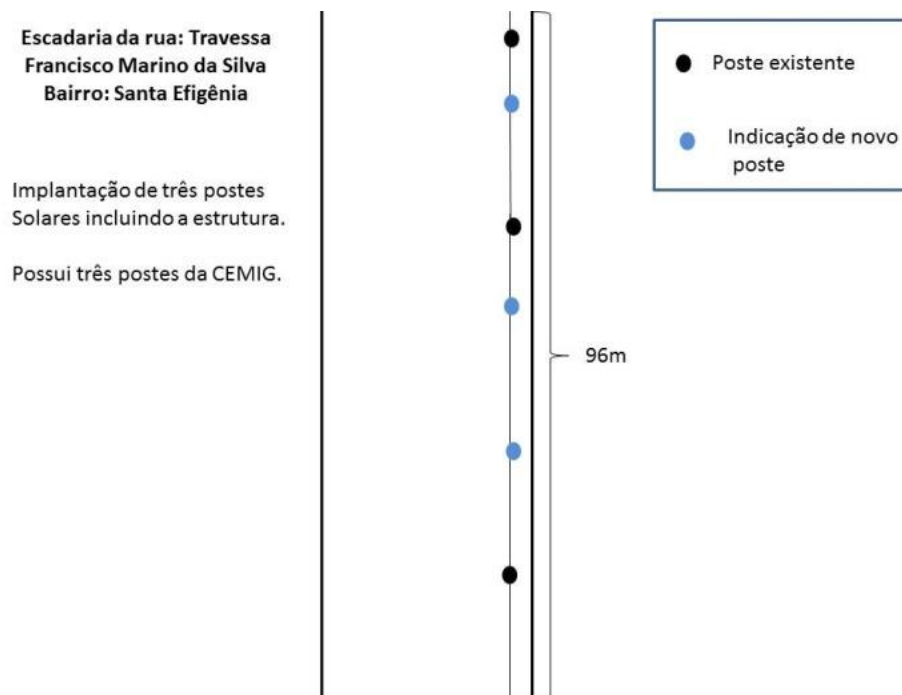 Escadaria da rua: Travessa
Francisco Marino da Silva
Bairro: Santa Efigênia
Implantação de três postes
Solares incluindo a estrutura.
Possui três postes da CEMIG.
96m
Poste existente
Indicação de novo
poste